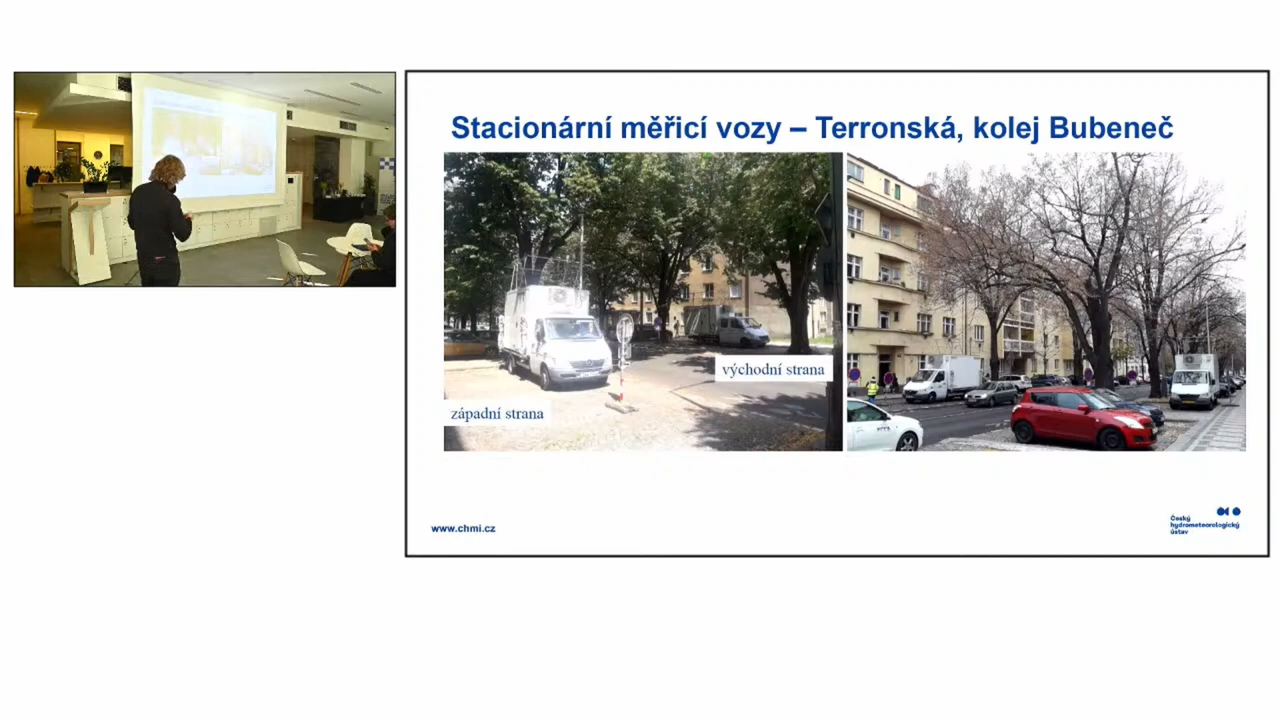 Stacionární měřicí vozy – Terronská, kolej Bubeneč
východní strana
západní strana
www.chmi.cz
Český
hydrometeorologický
ústav